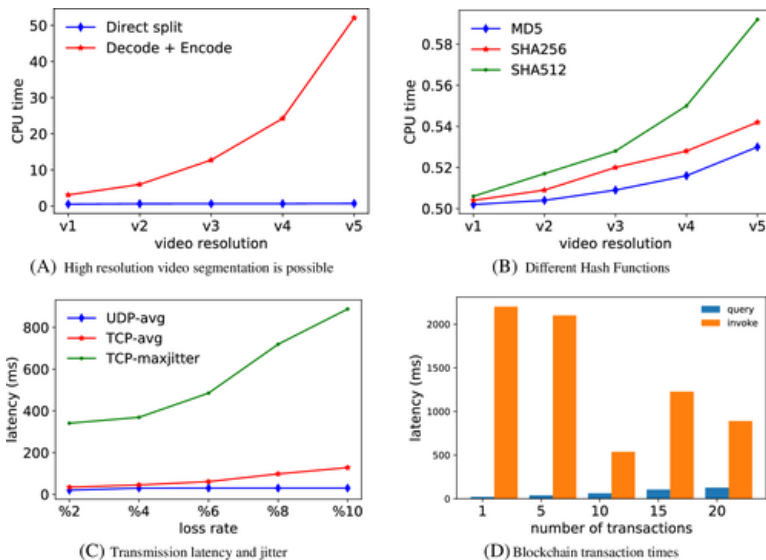 50
40
30
20
10
0
CPU time
Direct split
Decode + Encode
v1 v2 v3 v4 v5
video resolution
(A) High resolution video segmentation is possible
0.58
0.56
0.54
0.52
0.50
CPU time
MD5
SHA256
SHA512
v1 v2 v3 v4 v5
video resolution
(B) Different Hash Functions
800
600
400
200
0
latency (ms)
UDP-avg
TCP-avg
TCP-maxjitter
%2 %4 %6 %8 %10
loss rate
(C) Transmission latency and jitter
2000
1500
1000
500
0
latency (ms)
query
invoke
1 5 10 15 20
number of transactions
(D) Blockchain transaction times